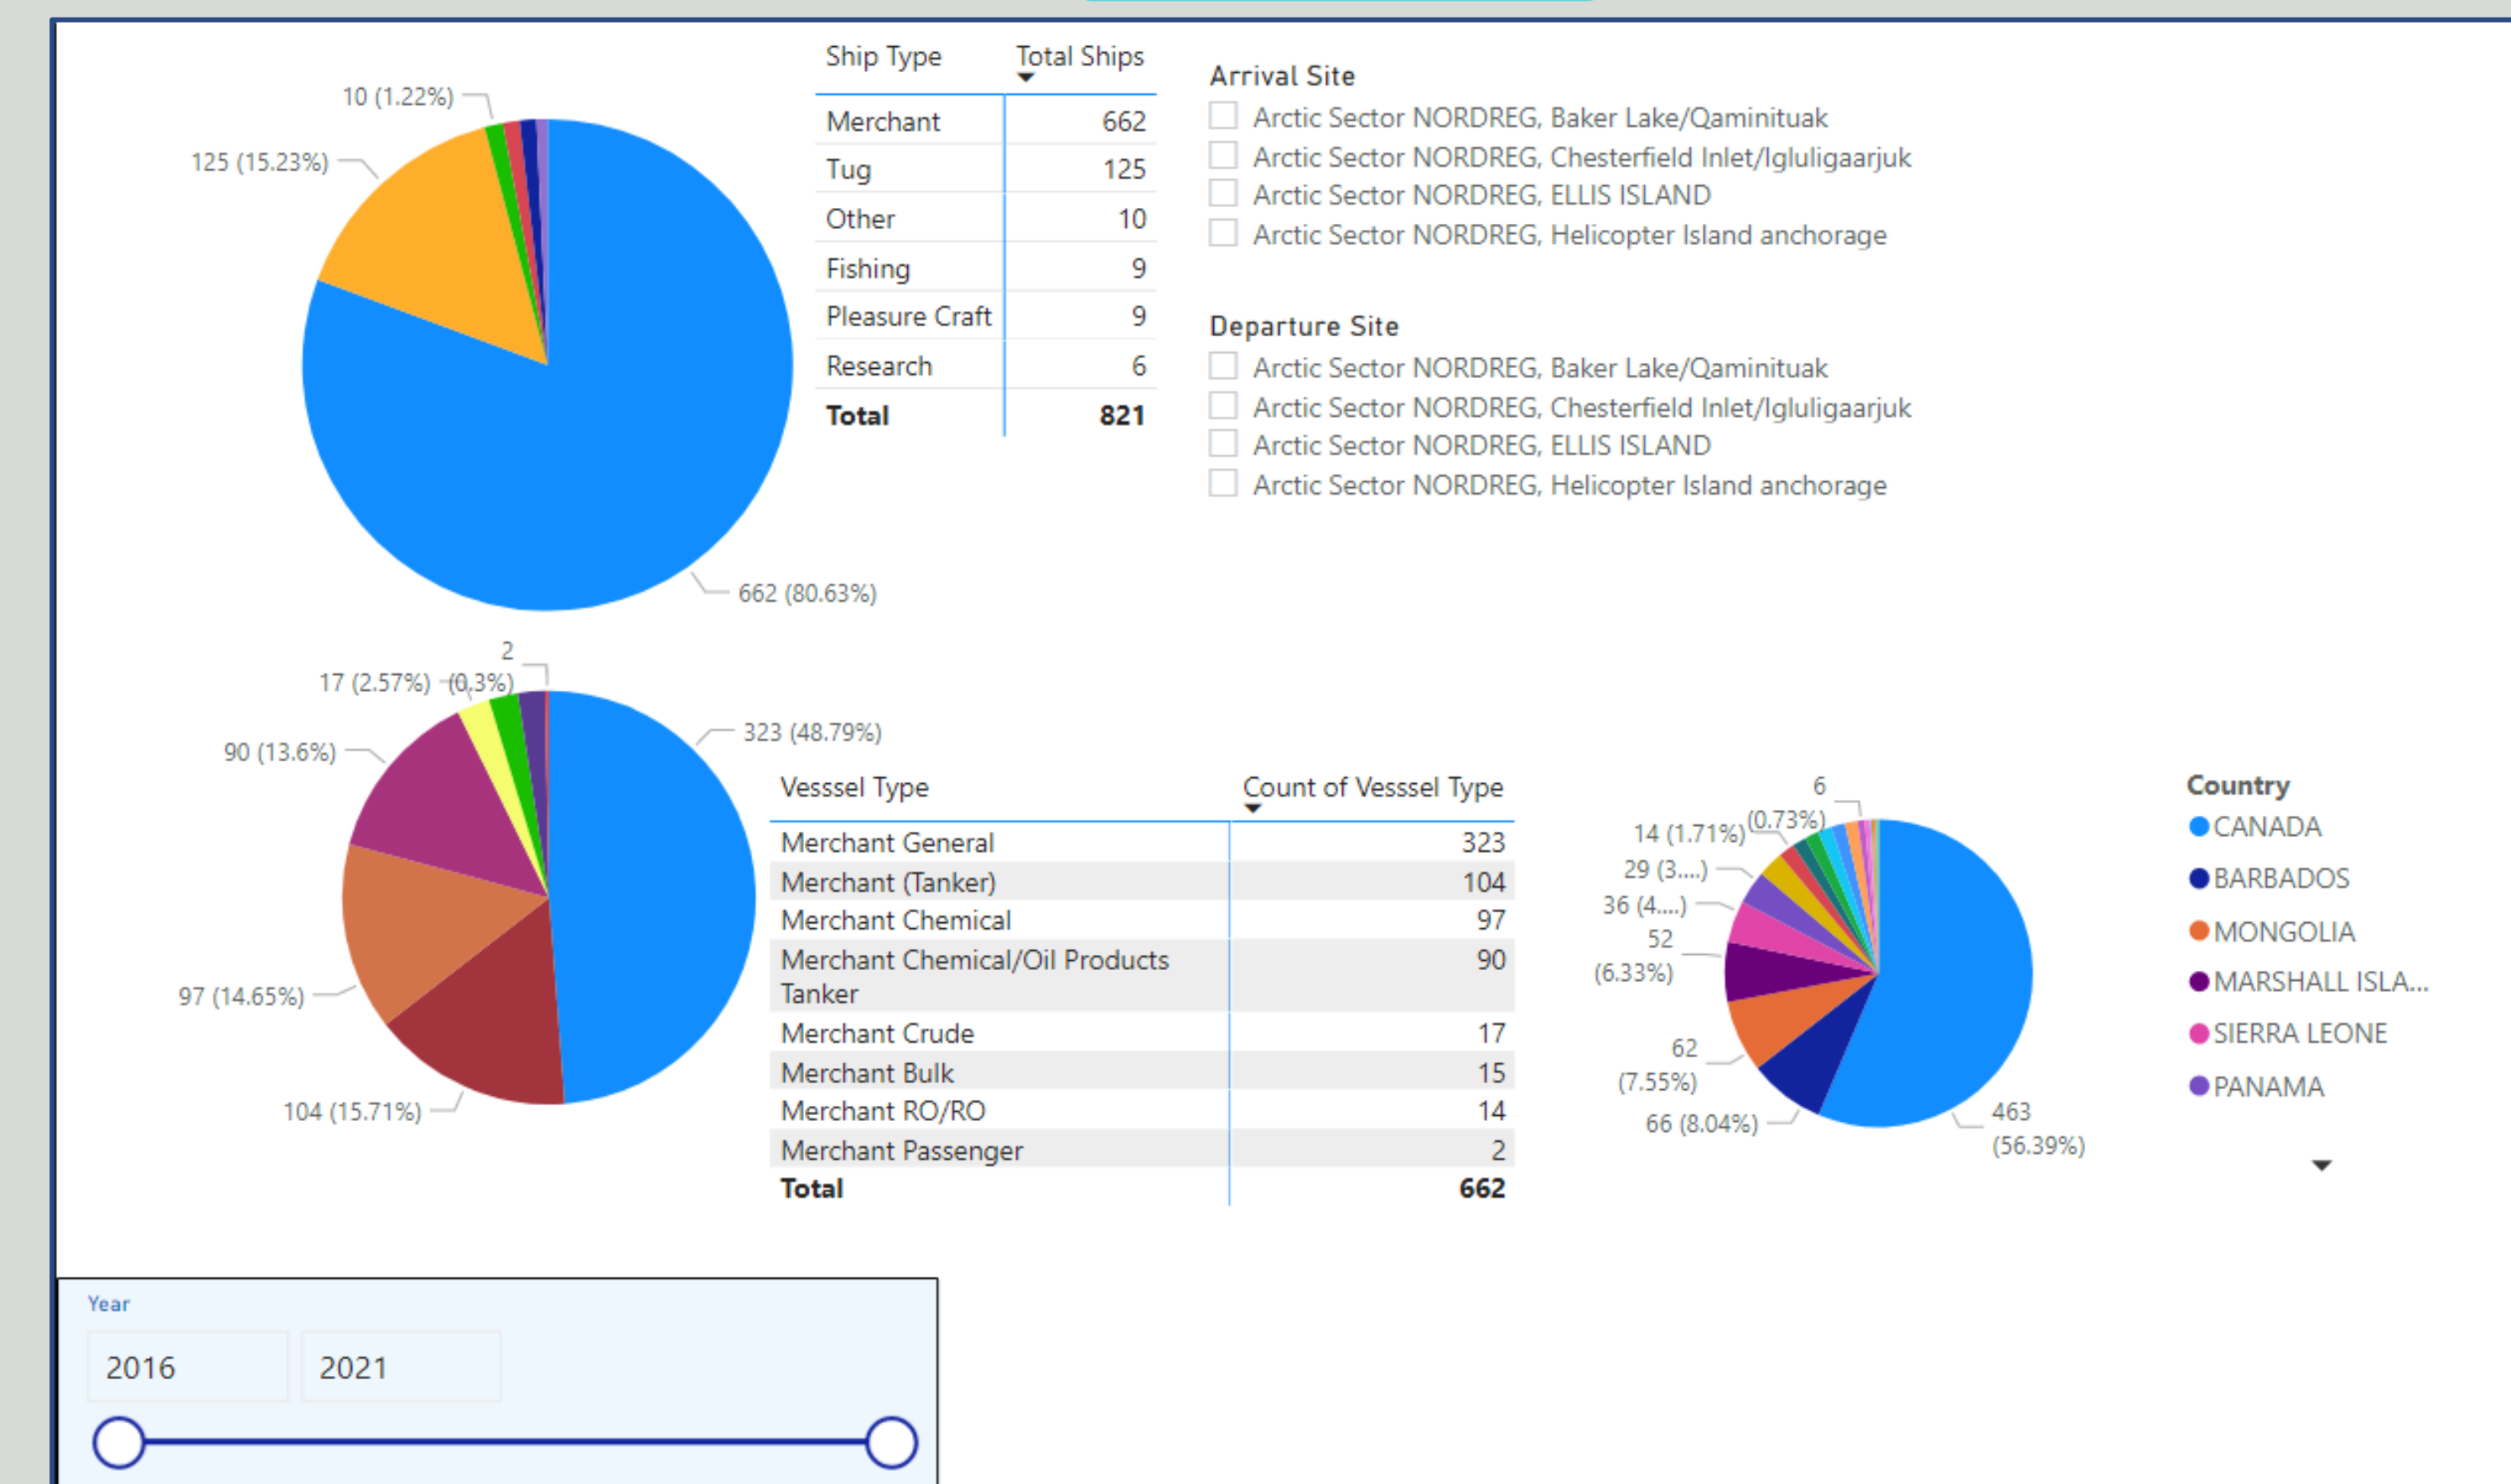 10 (1.22%)
125 (15.23%)
662 (80.63%)
Ship Type Total Ships
Merchant 662
Tug 125
Other 10
Fishing 9
Pleasure Craft 9
Research 6
Total 821
Arrival Site
Arctic Sector NORDREG, Baker Lake/Qaminituak
Arctic Sector NORDREG, Chesterfield Inlet/Igluligaarjuk
Arctic Sector NORDREG, ELLIS ISLAND
Arctic Sector NORDREG, Helicopter Island anchorage
Departure Site
Arctic Sector NORDREG, Baker Lake/Qaminituak
Arctic Sector NORDREG, Chesterfield Inlet/Igluligaarjuk
Arctic Sector NORDREG, ELLIS ISLAND
Arctic Sector NORDREG, Helicopter Island anchorage
2
(0.3%)
17 (2.57%)
323 (48.79%)
90 (13.6%)
97 (14.65%)
104 (15.71%)
Vesssel Type Count of Vesssel Type
Merchant General 323
Merchant (Tanker) 104
Merchant Chemical 97
Merchant Chemical/Oil Products 90
Tanker
Merchant Crude 17
Merchant Bulk 15
Merchant RO/RO 14
Merchant Passenger 2
Total 662
6
(0.73%)
14 (1.71%)
29 (3....)
36 (4....)
52
(6.33%)
62
(7.55%)
66 (8.04%)
463
(56.39%)
Country
CANADA
BARBADOS
MONGOLIA
MARSHALL ISLA...
SIERRA LEONE
PANAMA
Year
2016 2021